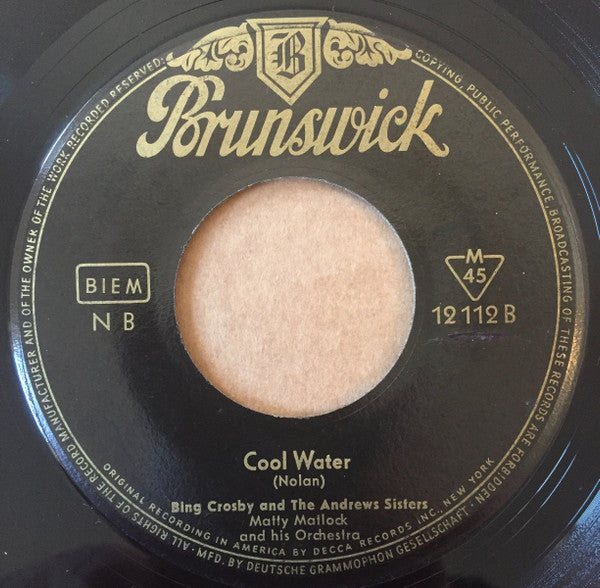 B
Brunswick
BIEM
NB
M
45
12112B
Cool Water
(Nolan)
Bing Crosby and The Andrews Sisters
Matty Matlock
and his Orchestra
ORIGINAL RECORDING IN AMERICA BY DECCA RECORDS INC., NEW YORK
ALL RIGHTS OF THE RECORD MANUFACTURER AND OF THE OWNER OF THE WORK RECORDED RESERVED.
COPYING, PUBLIC PERFORMANCE, BROADCASTING OF THESE RECORDS ARE FORBIDDEN
· MFD. BY DEUTSCHE GRAMMOPHON GESELLSCHAFT ·